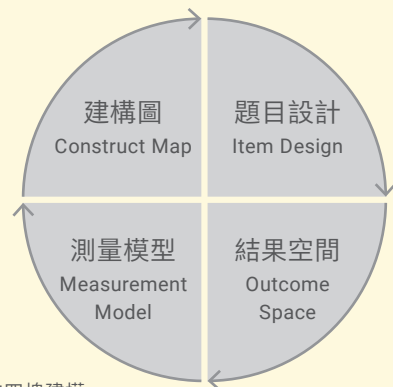 建構圖
Construct Map
題目設計
Item Design
測量模型
Measurement
Model
結果空間
Outcome
Space